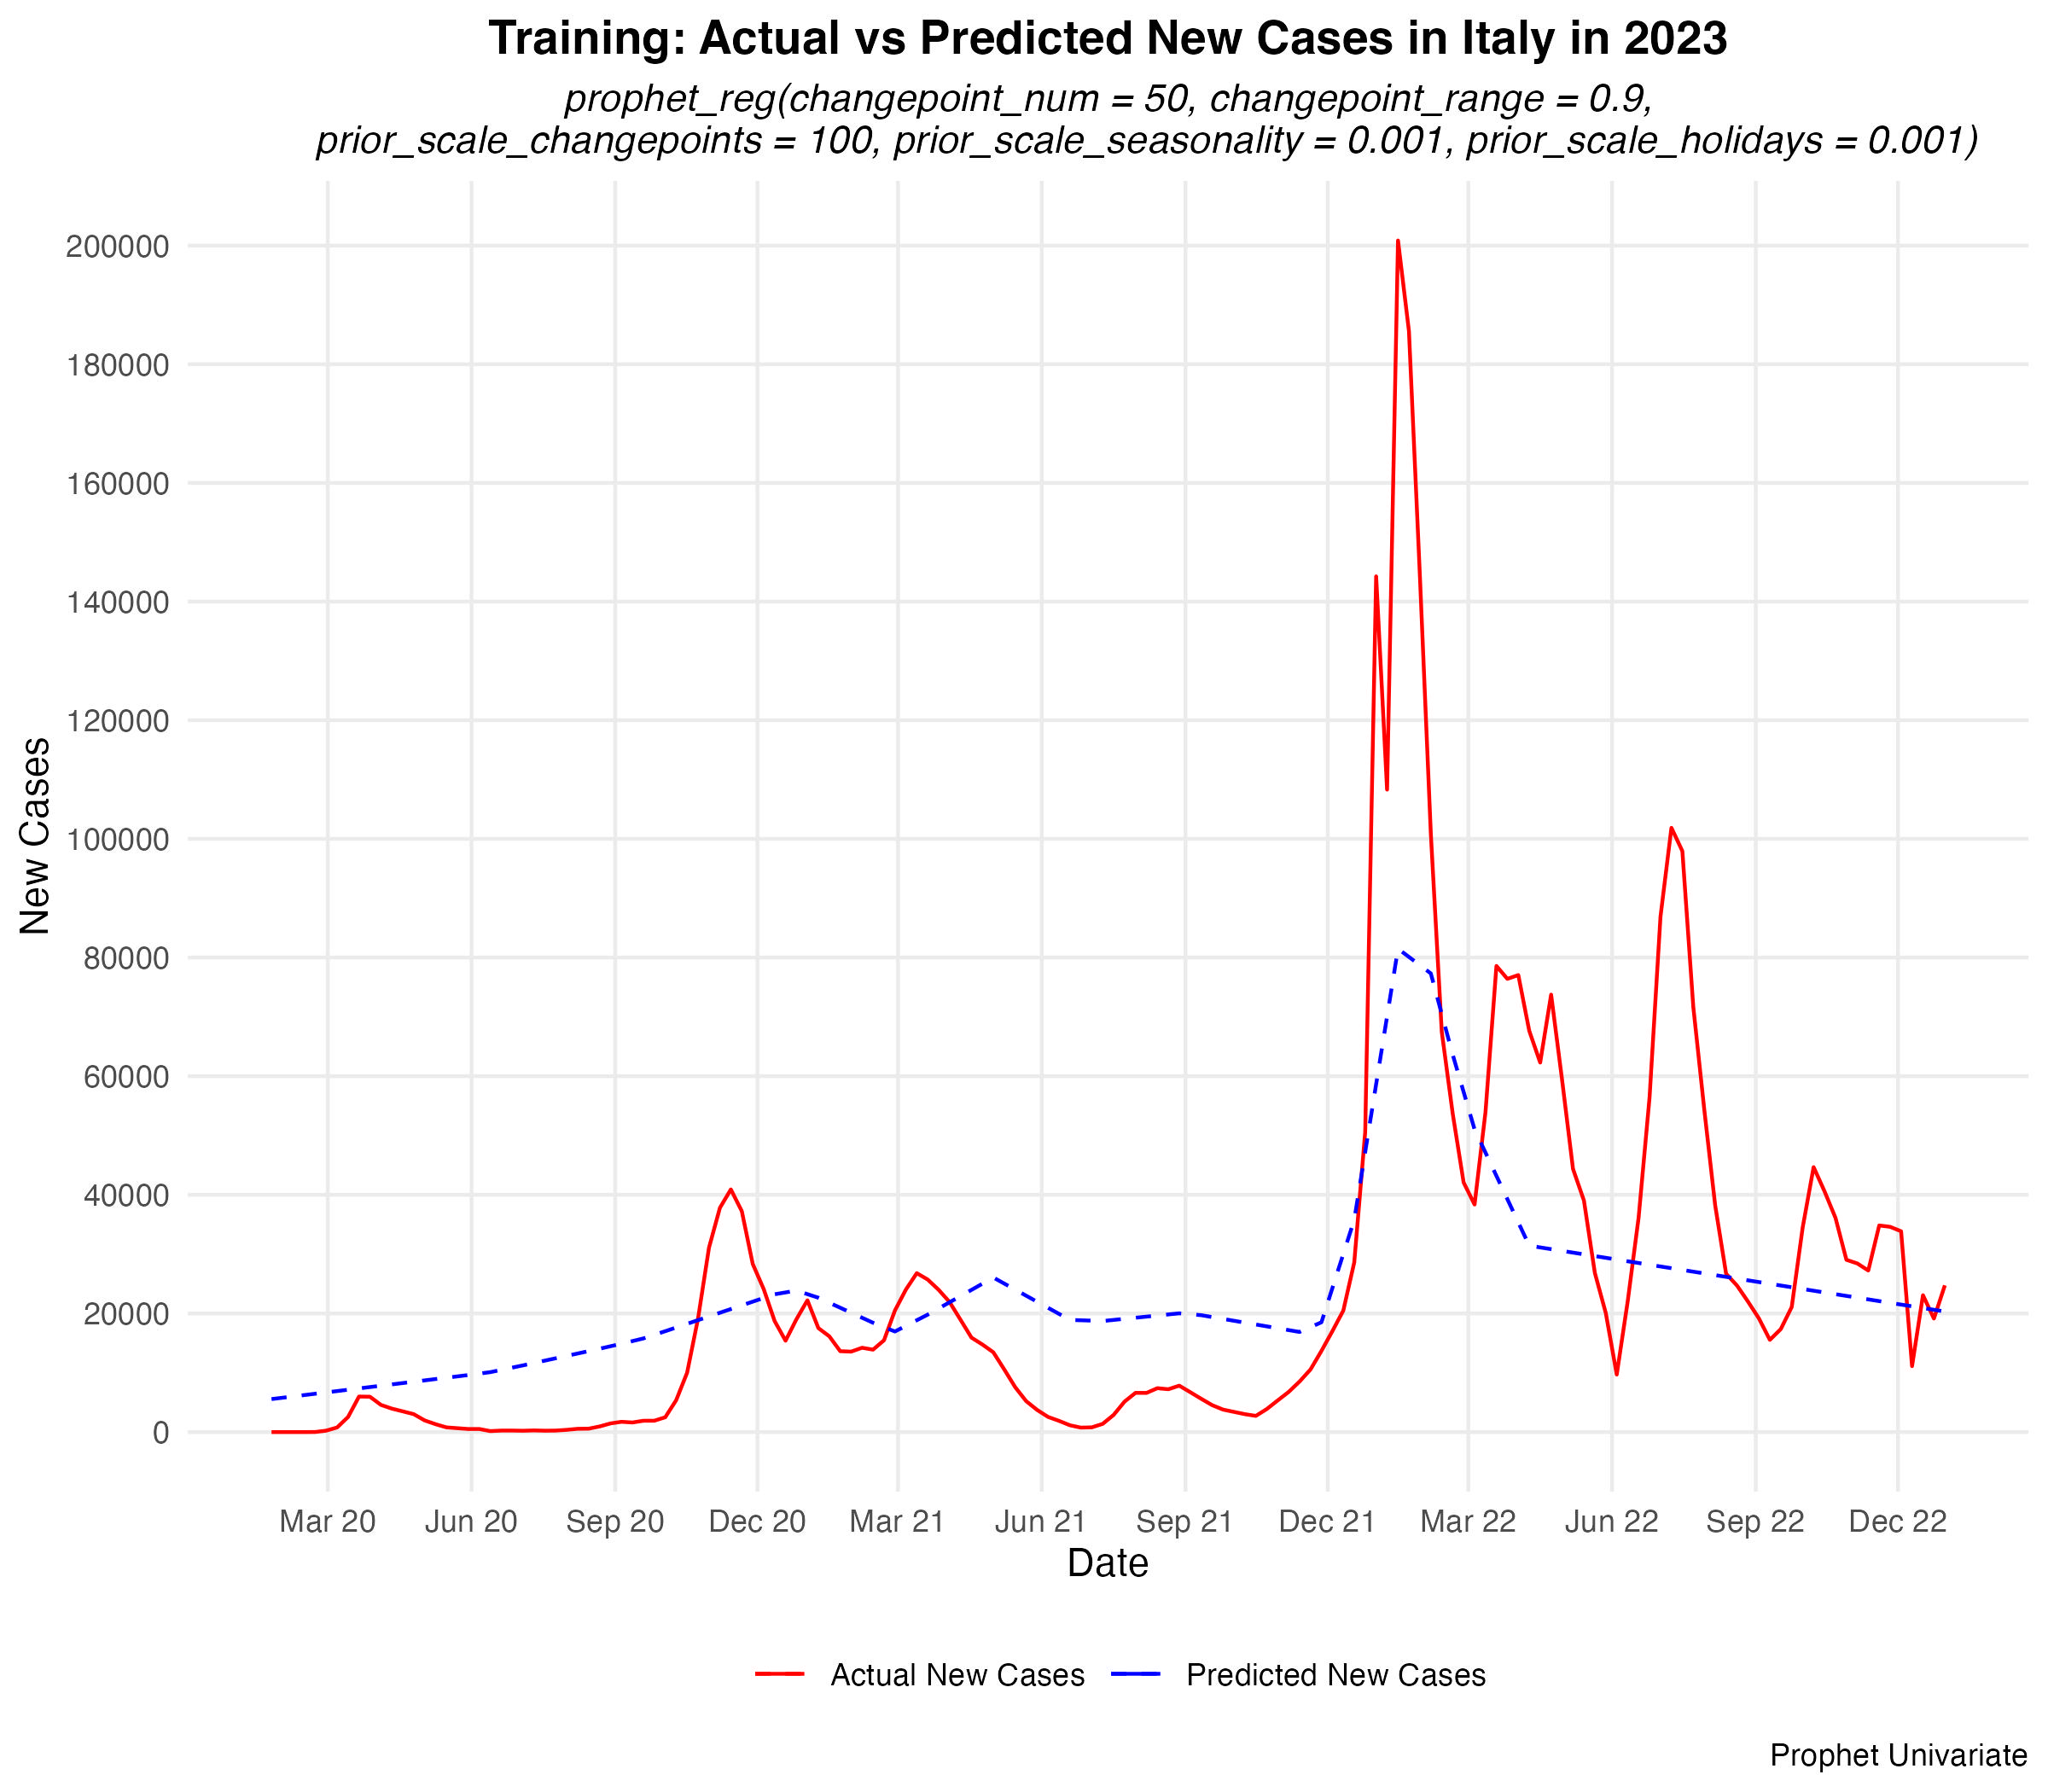 Training: Actual vs Predicted New Cases in Italy in 2023
prophet_reg(changepoint_num = 50, changepoint_range = 0.9,
prior_scale_changepoints = 100, prior_scale_seasonality = 0.001, prior_scale_holidays = 0.001)
New Cases
200000
180000
160000
140000
120000
100000
80000
60000
40000
20000
0
Mar 20 Jun 20 Sep 20 Dec 20 Mar 21 Jun 21 Sep 21 Dec 21 Mar 22 Jun 22 Sep 22 Dec 22
Date
Actual New Cases Predicted New Cases
Prophet Univariate